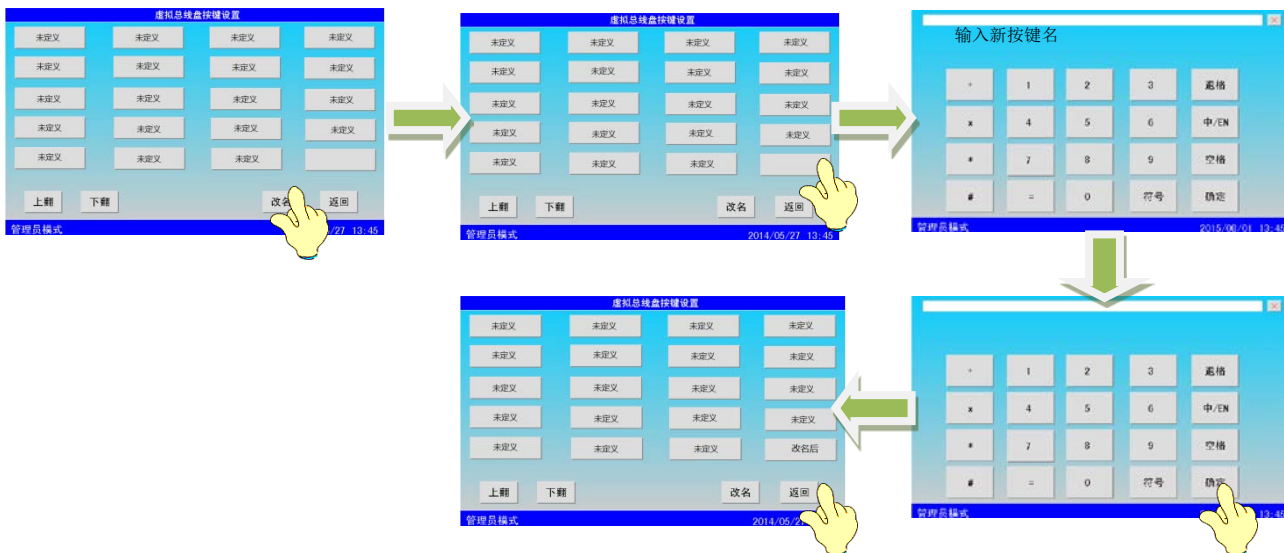 虚拟总线盘按键设置
未定义 未定义 未定义 未定义
未定义 未定义 未定义 未定义
未定义 未定义 未定义 未定义
未定义 未定义 未定义 未定义
未定义 未定义 未定义
上翻 下翻 改名 返回
管理员模式 /27 13:45
虚拟总线盘按键设置
未定义 未定义 未定义 未定义
未定义 未定义 未定义 未定义
未定义 未定义 未定义 未定义
未定义 未定义 未定义 未定义
未定义 未定义 未定义
上翻 下翻 改名 返回
管理员模式 2014/05/27 13:45
输入新按键名
+ 1 2 3 退格
x 4 5 6 中/EN
* 7 8 9 空格
# = 0 符号 确定
管理员模式 2015/08/01 13:45
虚拟总线盘按键设置
未定义 未定义 未定义 未定义
未定义 未定义 未定义 未定义
未定义 未定义 未定义 未定义
未定义 未定义 未定义 未定义
未定义 未定义 未定义 改名后
上翻 下翻 改名 返回
管理员模式 2014/05/2
+ 1 2 3 退格
x 4 5 6 中/EN
* 7 8 9 空格
# = 0 符号 确定
管理员模式 13:45